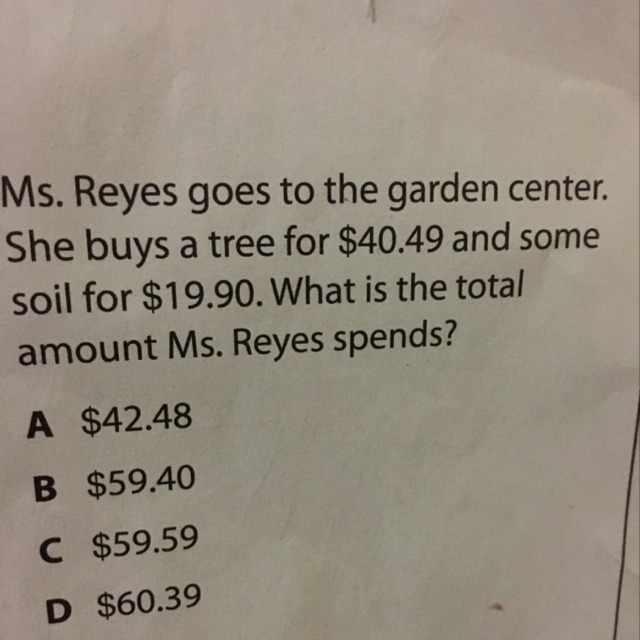 Ms. Reyes goes to the garden center.
She buys a tree for $40.49 and some
soil for $19.90. What is the total
amount Ms. Reyes spends?
A $42.48
B $59.40
C $59.59
D $60.39